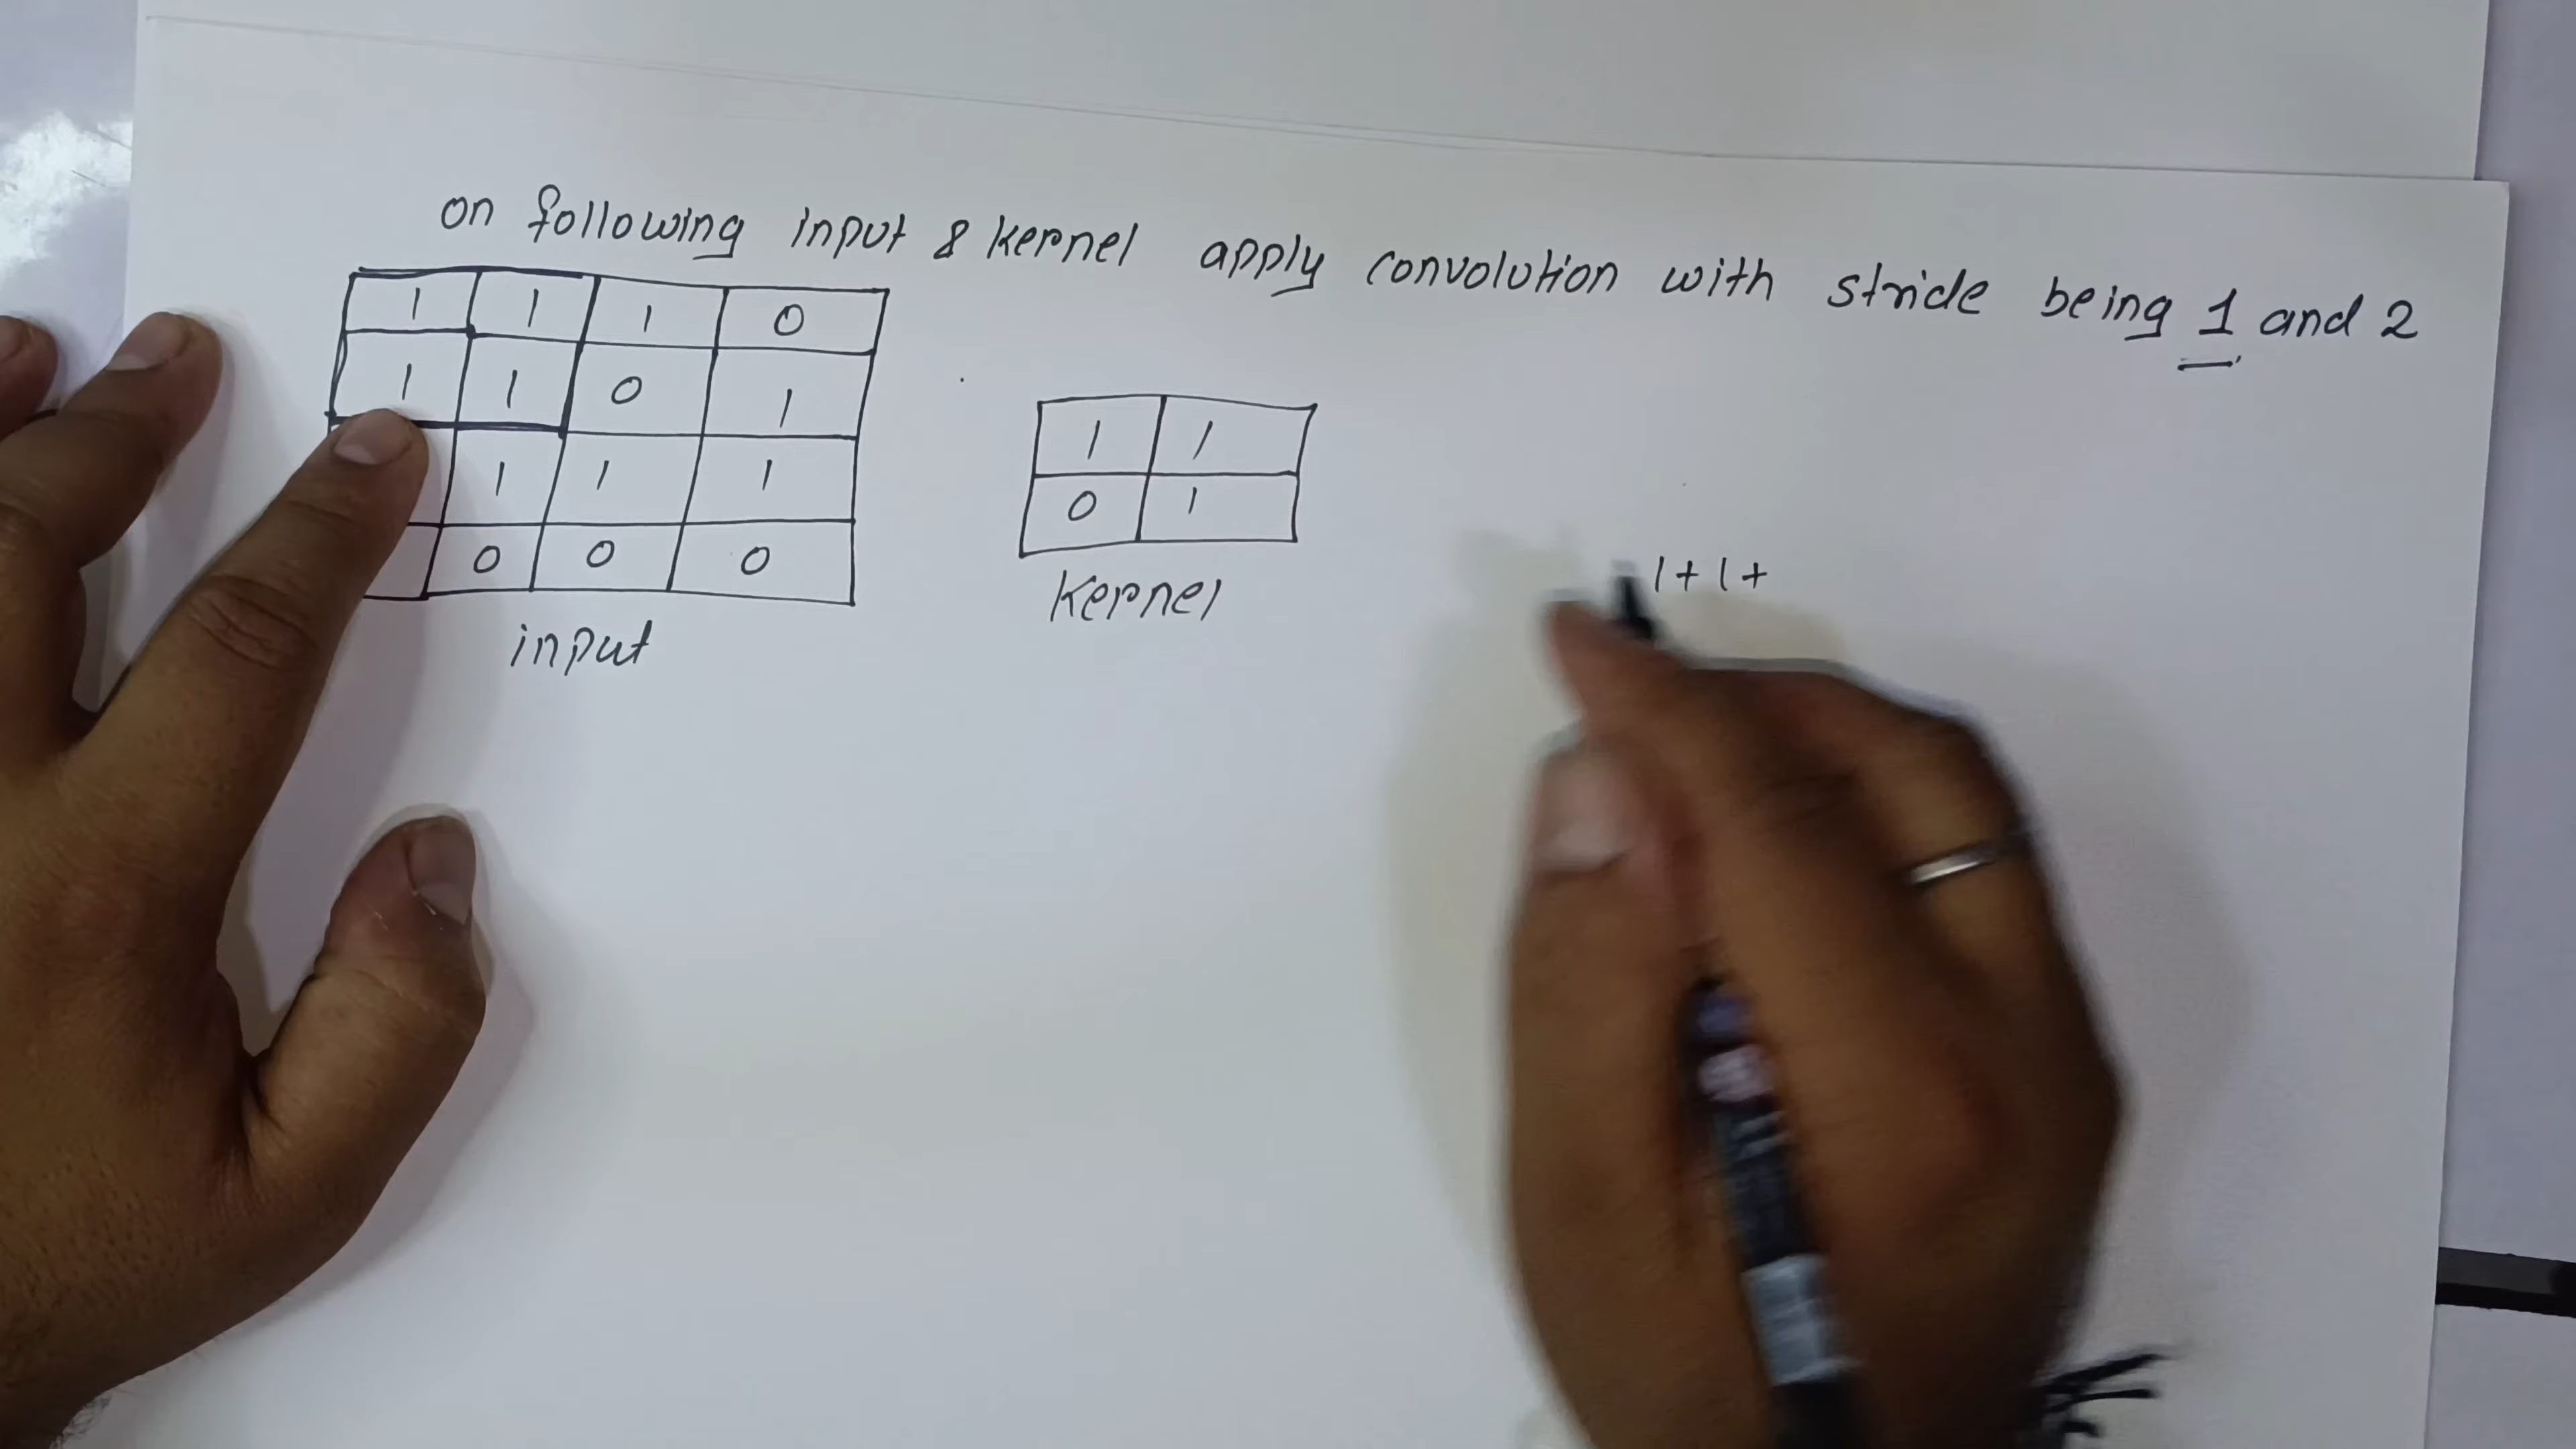 on following input & kernel apply convolution with stride being 1 and 2
1 1 1 0
1 1 0 1
1 1 1
0 0 0
input
1 1
0 1
Kernel
1 + 1 +